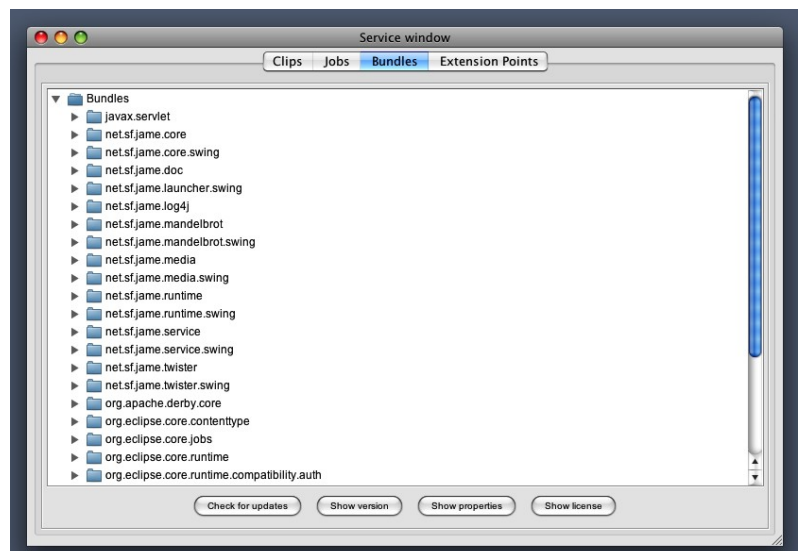 Service window
Clips Jobs Bundles Extension Points
Bundles
javax.servlet
net.sf.jame.core
net.sf.jame.core.swing
net.sf.jame.doc
net.sf.jame.launcher.swing
net.sf.jame.log4j
net.sf.jame.mandelbrot
net.sf.jame.mandelbrot.swing
net.sf.jame.media
net.sf.jame.media.swing
net.sf.jame.runtime
net.sf.jame.runtime.swing
net.sf.jame.service
net.sf.jame.service.swing
net.sf.jame.twister
net.sf.jame.twister.swing
org.apache.derby.core
org.eclipse.core.contenttype
org.eclipse.core.jobs
org.eclipse.core.runtime
org.eclipse.core.runtime.compatibility.auth
Check for updates Show version Show properties Show license